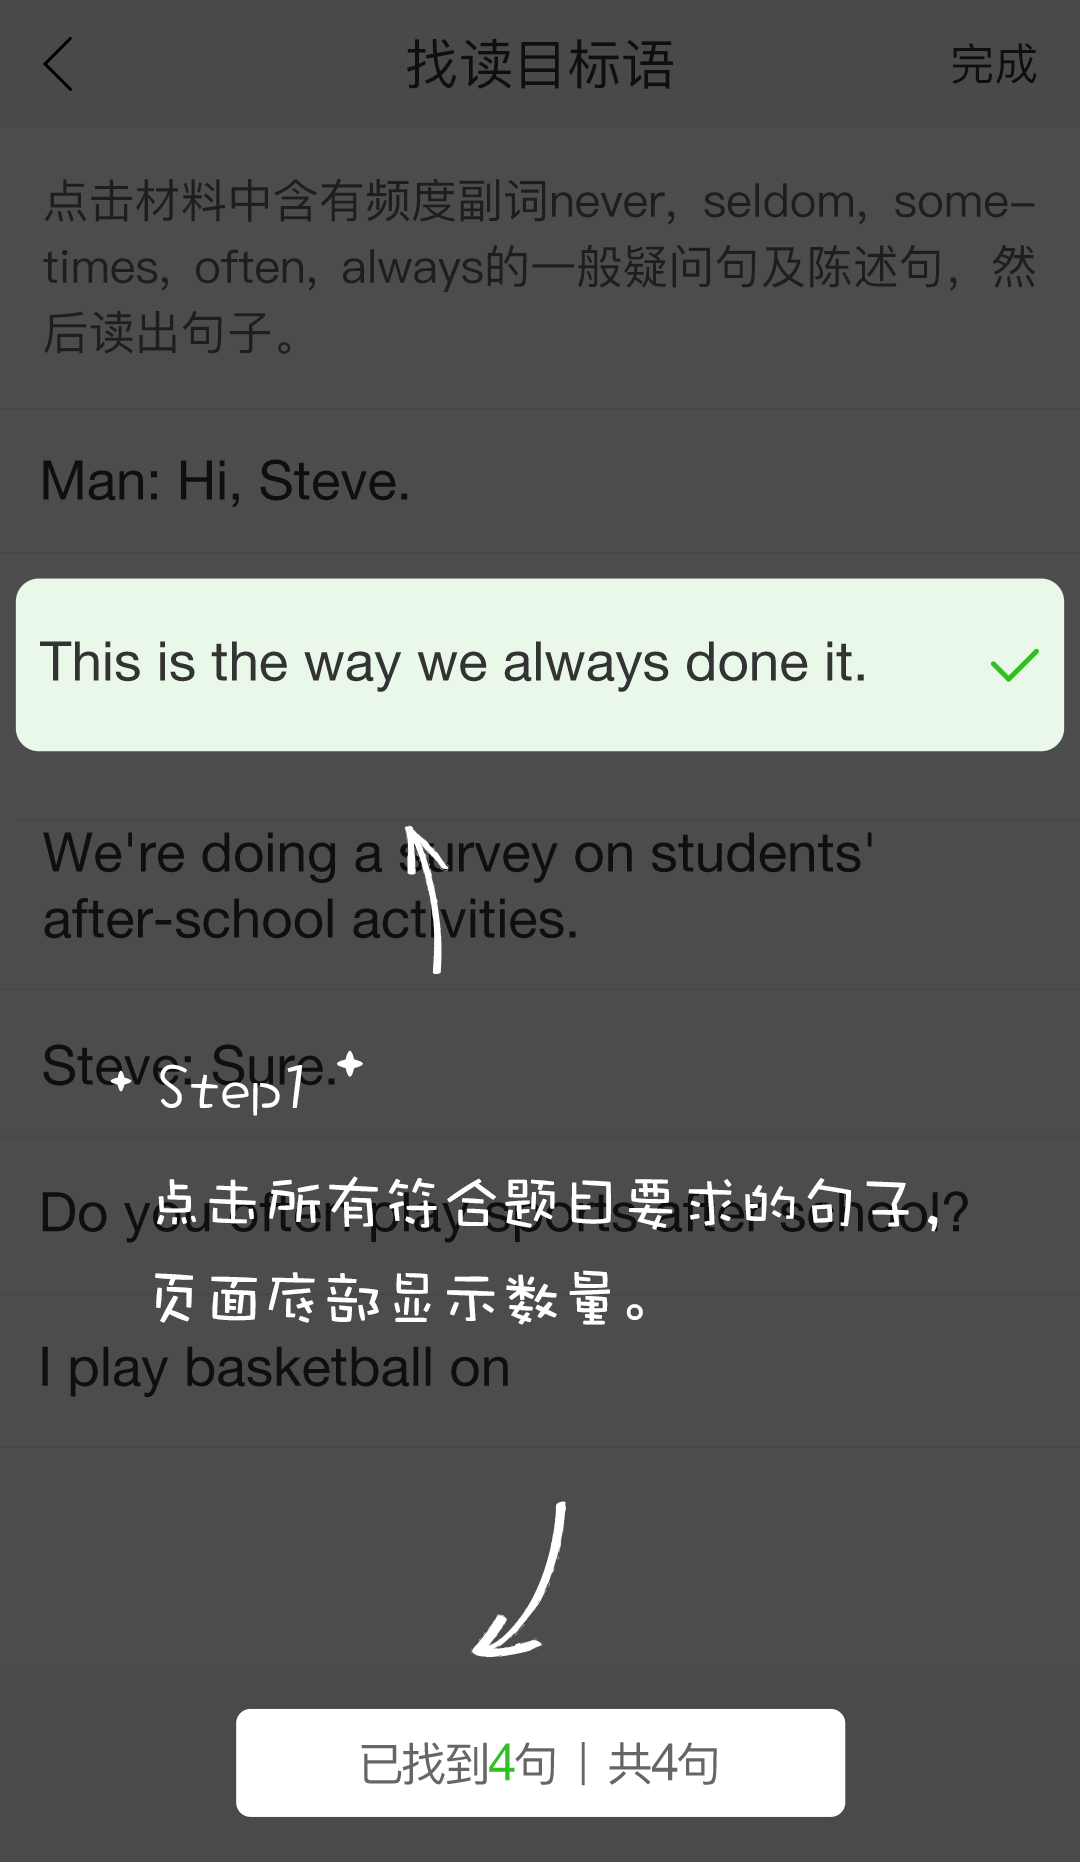 找读目标语
完成
点击材料中含有频度副词never, seldom, some-
times, often, always的一般疑问句及陈述句，然
后读出句子。
Man: Hi, Steve.
This is the way we always done it.
We're doing a survey on students'
after-school activities.
Steve: Sure.
Step1
Do you often play sports after school?
点击所有符合题目要求的句子，
页面底部显示数量。
I play basketball on
已找到4句｜共4句